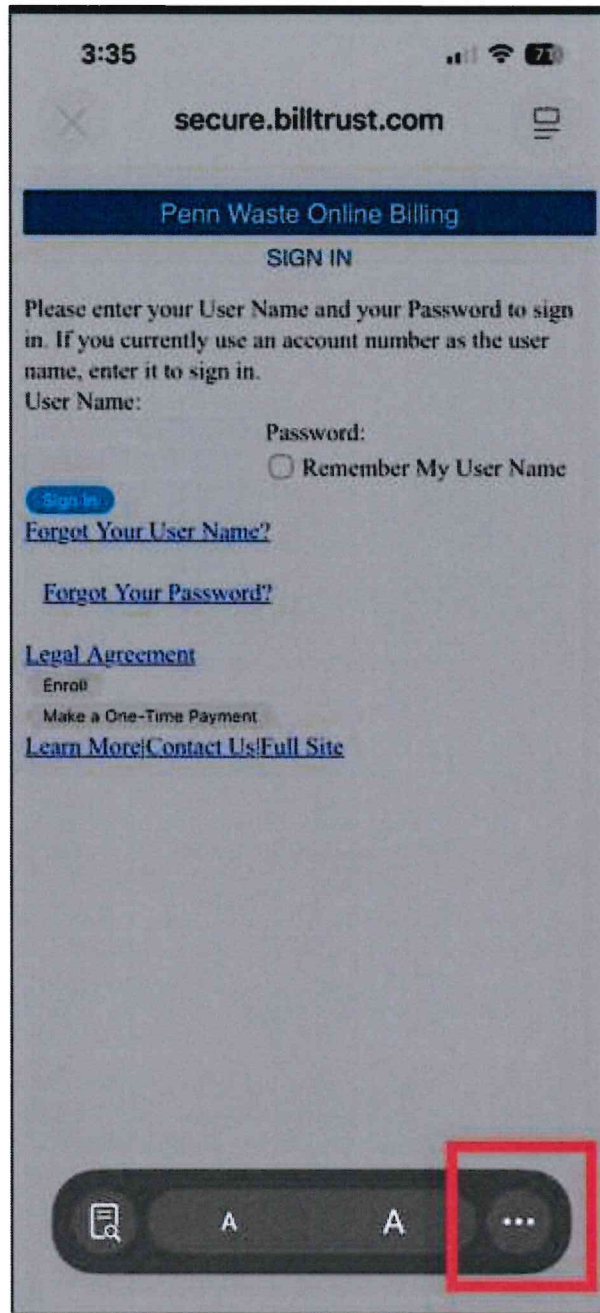 3:35
71
secure.billtrust.com
Penn Waste Online Billing
SIGN IN
Please enter your User Name and your Password to sign
in. If you currently use an account number as the user
name, enter it to sign in.
User Name:
Password:
Remember My User Name
Sign In
Forgot Your User Name?
Forgot Your Password?
Legal Agreement
Enroll
Make a One-Time Payment
Learn More|Contact Us|Full Site
A A